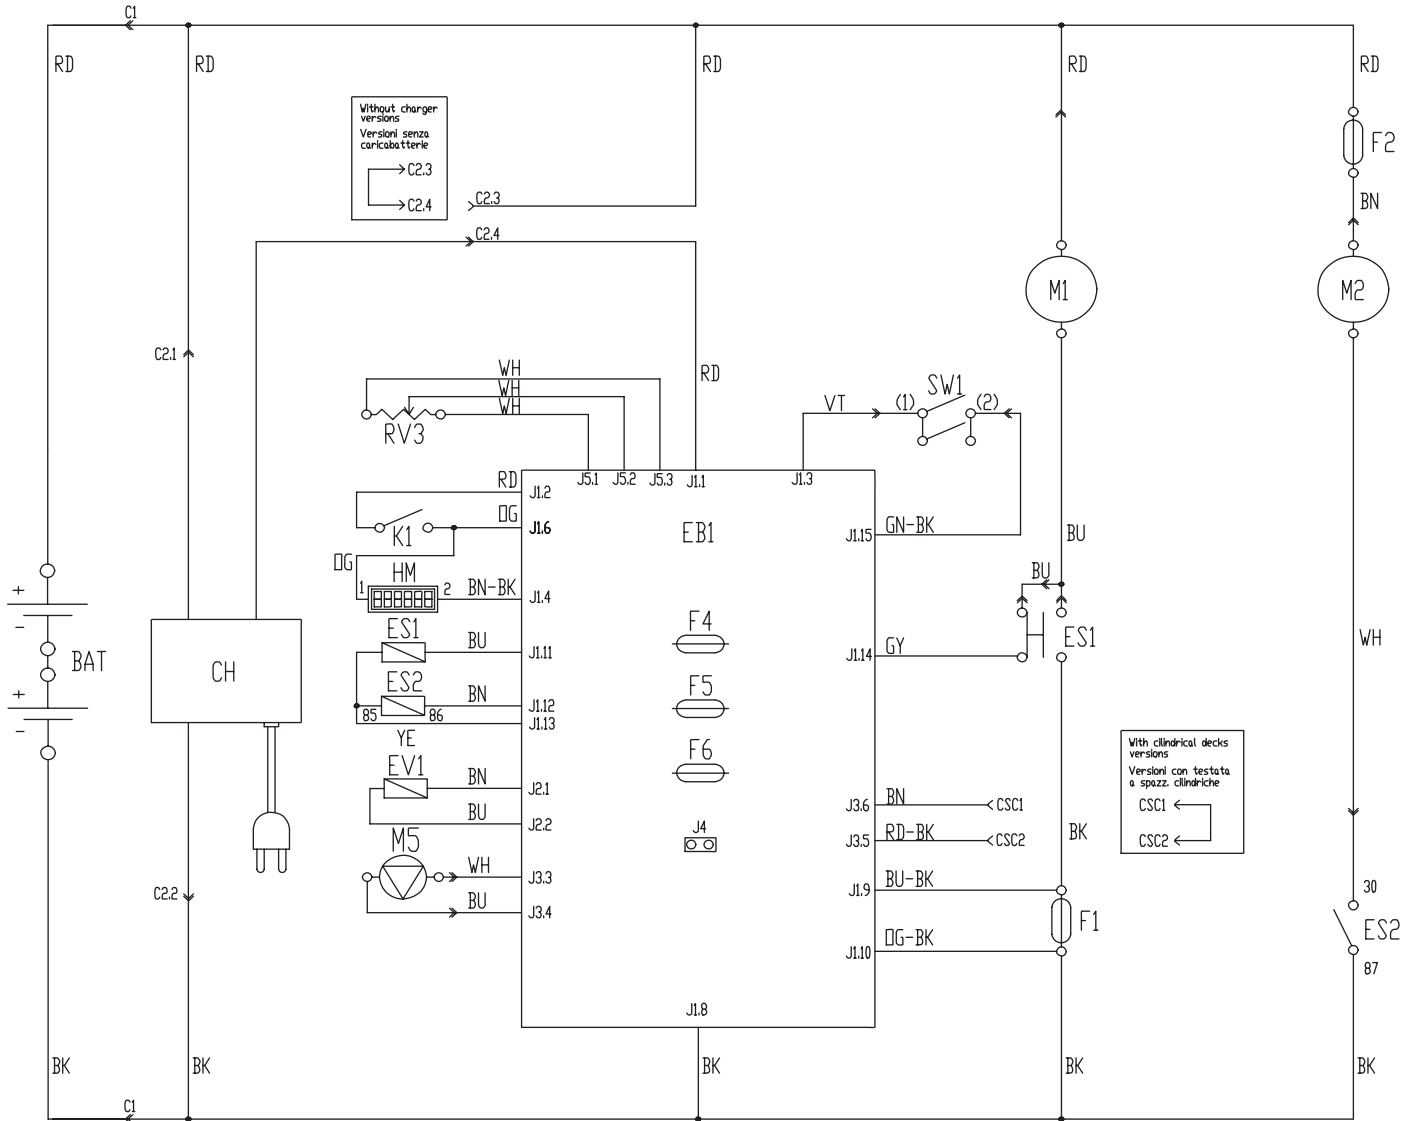 C1
RD
RD
RD
RD
RD
Without charger
versions
Versioni senza
caricabatterie
C2.3
C2.4
C2.3
C2.4
F2
BN
M1
M2
C2.1
WH
WH
WH
RV3
RD
VT
(1)
SW1
(2)
J5.1
J5.2
J5.3
J1.1
J1.3
RD
J1.2
OG
J1.6
K1
EB1
GN-BK
J1.15
BU
OG
HM
1
2
BN-BK
J1.4
BU
ES1
BU
J1.11
F4
GY
J1.14
ES1
WH
+
-
BAT
+
-
CH
ES2
85
86
BN
J1.12
J1.13
F5
YE
EV1
BN
J2.1
F6
BU
J2.2
With cilindrical decks
versions
Versioni con testata
a spazz. cilindriche
CSC1
CSC2
J3.6
BN
CSC1
J4
J3.5
RD-BK
CSC2
BK
M5
WH
J3.3
BU
J3.4
C2.2
BU-BK
J1.9
F1
OG-BK
J1.10
30
ES2
87
J1.8
BK
BK
BK
BK
BK
C1